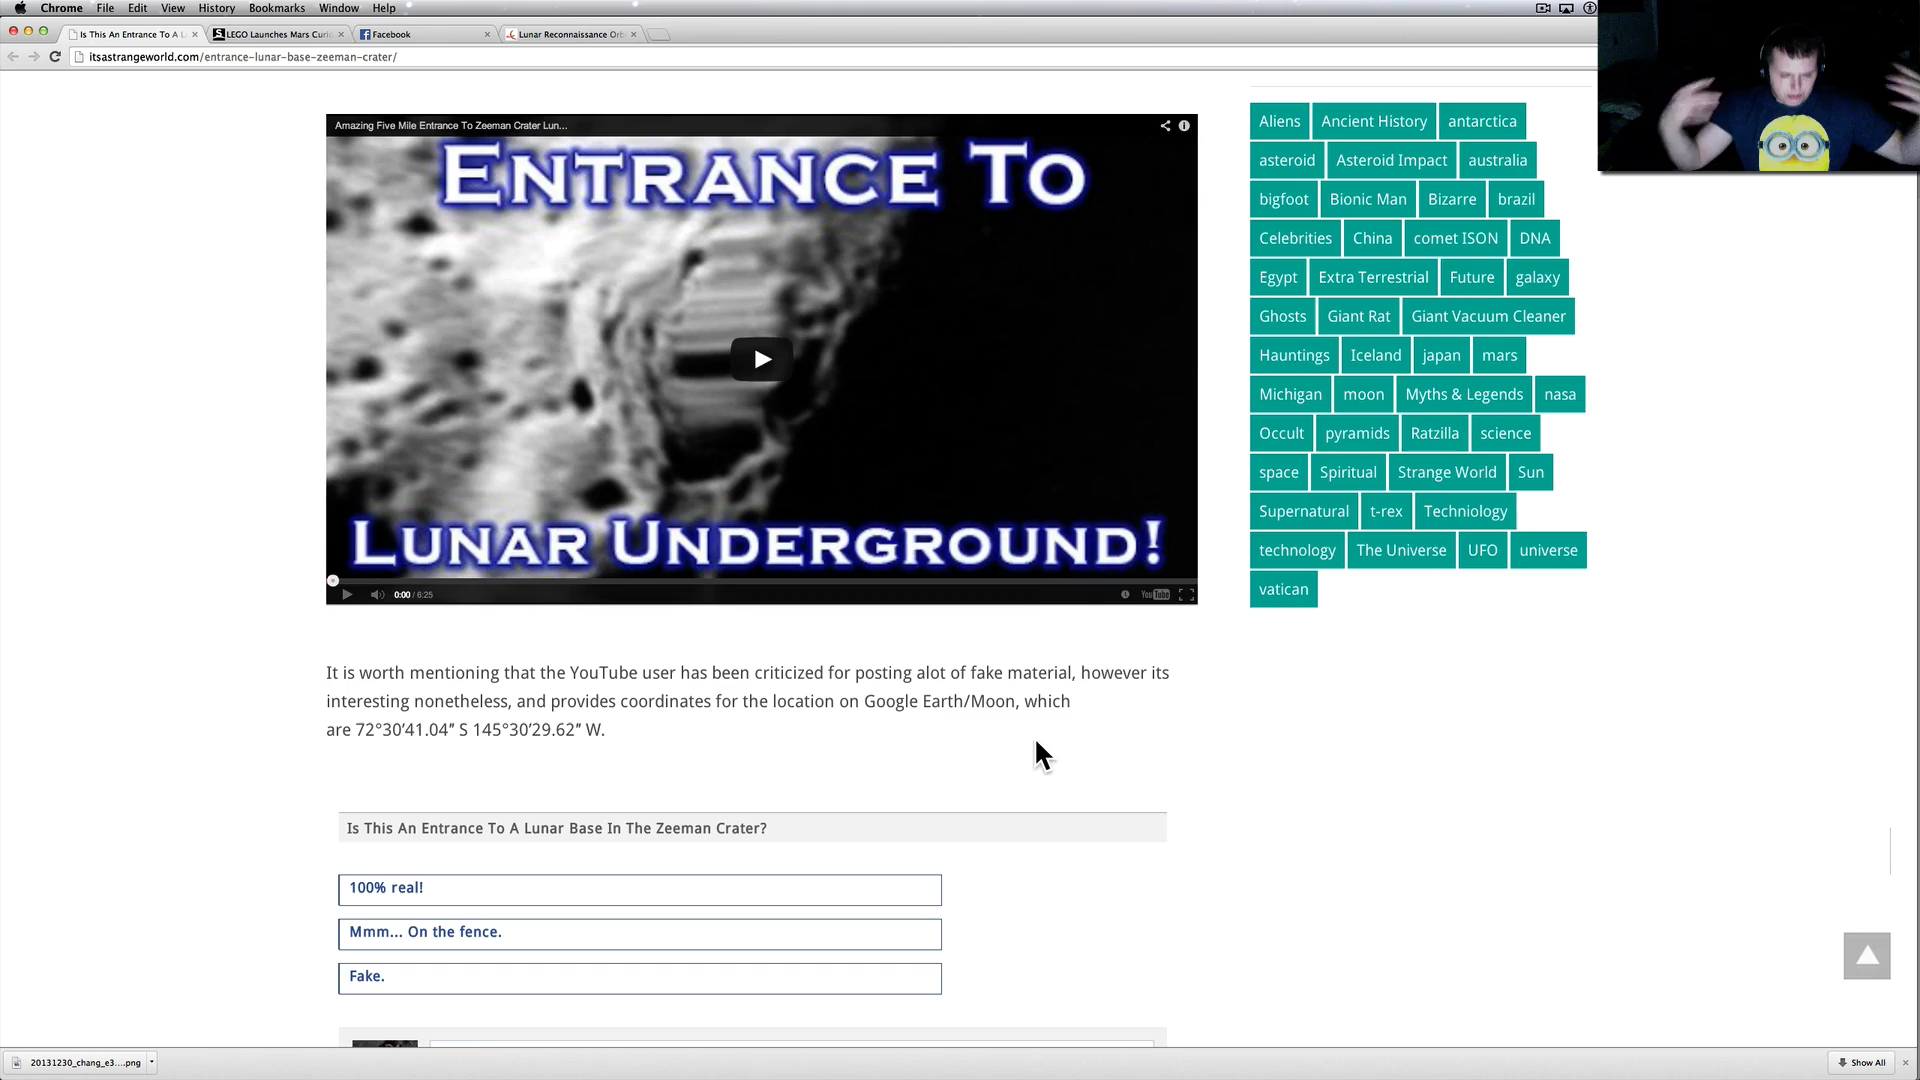 Chrome File Edit View History Bookmarks Window Help
Is This An Entrance To A L
LEGO Launches Mars Curi
Facebook
Lunar Reconnaissance Orb
itsastrangeworld.com/entrance-lunar-base-zeeman-crater/
Amazing Five Mile Entrance To Zeeman Crater Lun...
ENTRANCE TO
LUNAR UNDERGROUND!
0:00 / 6:25
YouTube
It is worth mentioning that the YouTube user has been criticized for posting alot of fake material, however its
interesting nonetheless, and provides coordinates for the location on Google Earth/Moon, which
are 72°30’41.04” S 145°30’29.62” W.
Is This An Entrance To A Lunar Base In The Zeeman Crater?
100% real!
Mmm... On the fence.
Fake.
Aliens Ancient History antarctica
asteroid Asteroid Impact australia
bigfoot Bionic Man Bizarre brazil
Celebrities China comet ISON DNA
Egypt Extra Terrestrial Future galaxy
Ghosts Giant Rat Giant Vacuum Cleaner
Hauntings Iceland japan mars
Michigan moon Myths & Legends nasa
Occult pyramids Ratzilla science
space Spiritual Strange World Sun
Supernatural t-rex Techniology
technology The Universe UFO universe
vatican
20131230_chang_e3....png
Show All